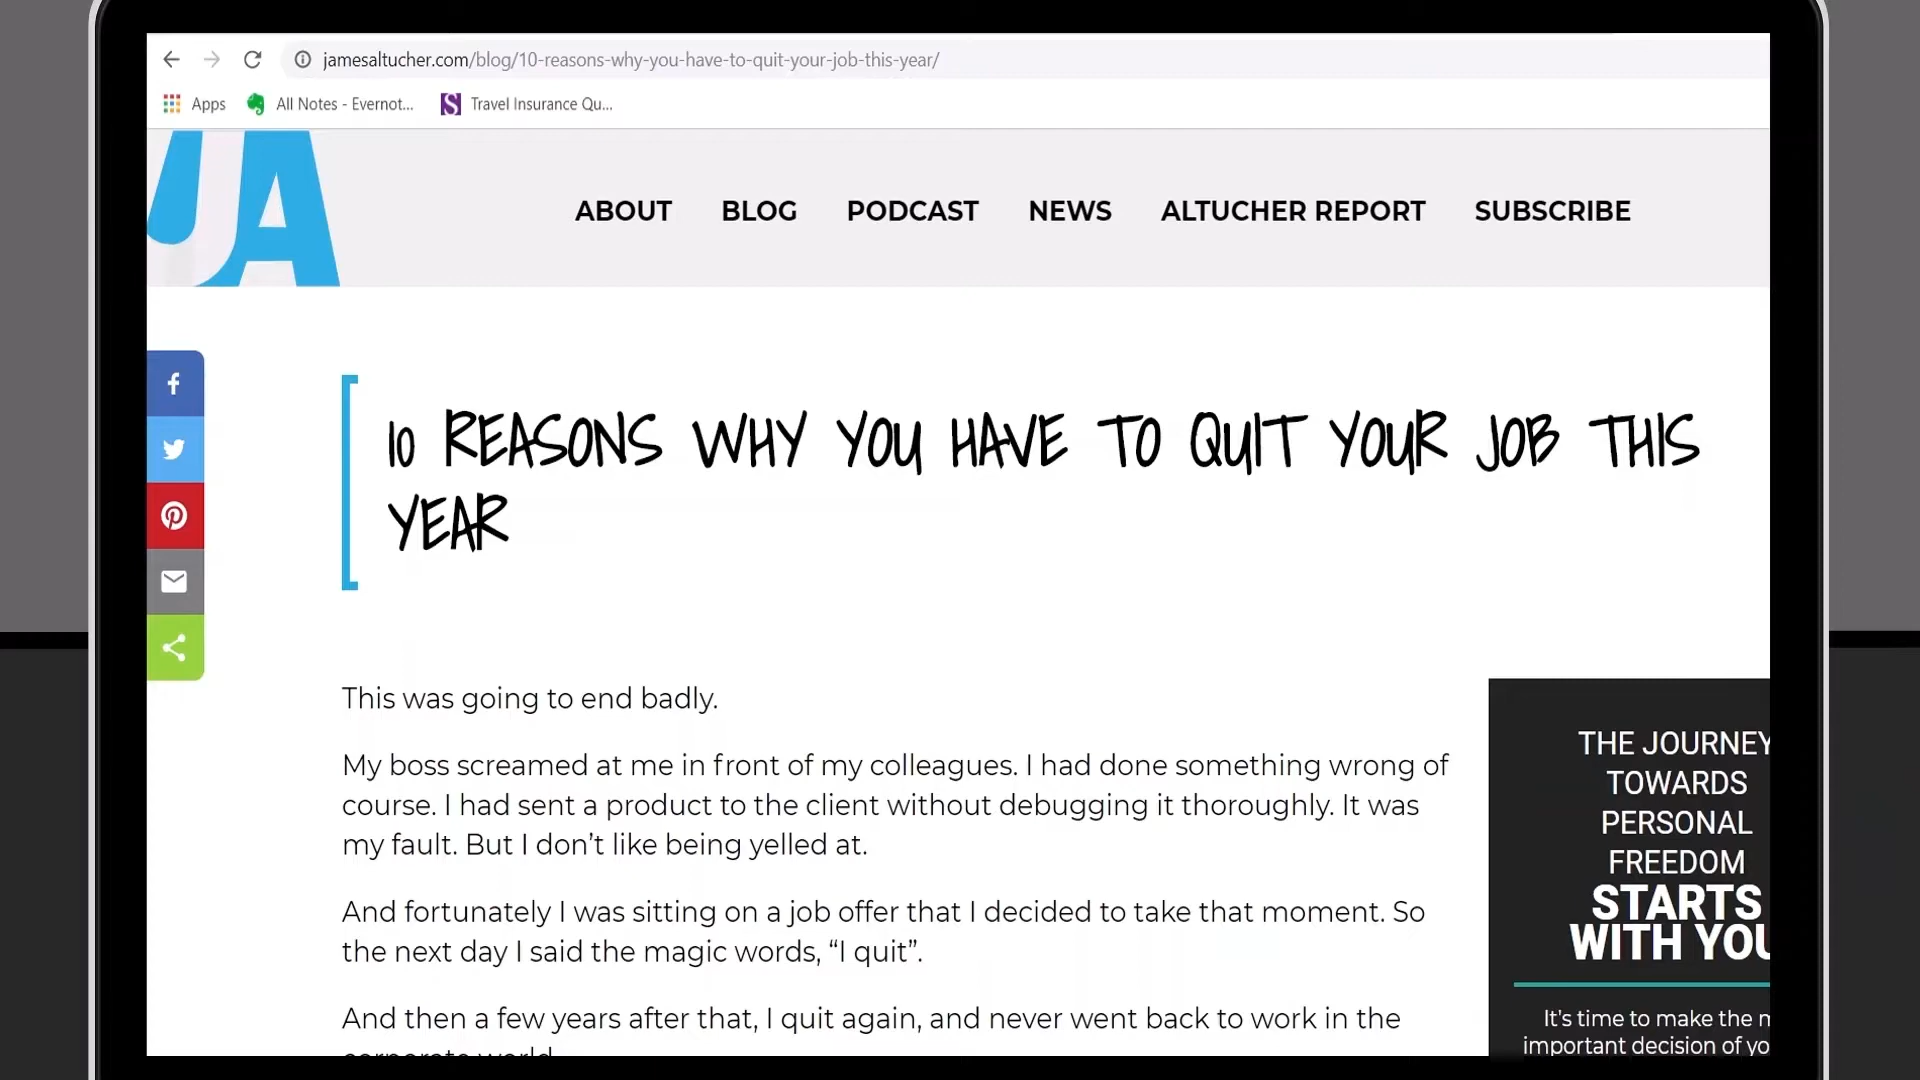 jamesaltucher.com/blog/10-reasons-why-you-have-to-quit-your-job-this-year/
Apps
All Notes - Evernot...
S
Travel Insurance Qu...
JA
ABOUT
BLOG
PODCAST
NEWS
ALTUCHER REPORT
SUBSCRIBE
10 REASONS WHY YOU HAVE TO QUIT YOUR JOB THIS
YEAR
This was going to end badly.
My boss screamed at me in front of my colleagues. I had done something wrong of
course. I had sent a product to the client without debugging it thoroughly. It was
my fault. But I don’t like being yelled at.
And fortunately I was sitting on a job offer that I decided to take that moment. So
the next day I said the magic words, “I quit”.
And then a few years after that, I quit again, and never went back to work in the
THE JOURNEY
TOWARDS
PERSONAL
FREEDOM
STARTS
WITH YOU
It's time to make the m
important decision of yo